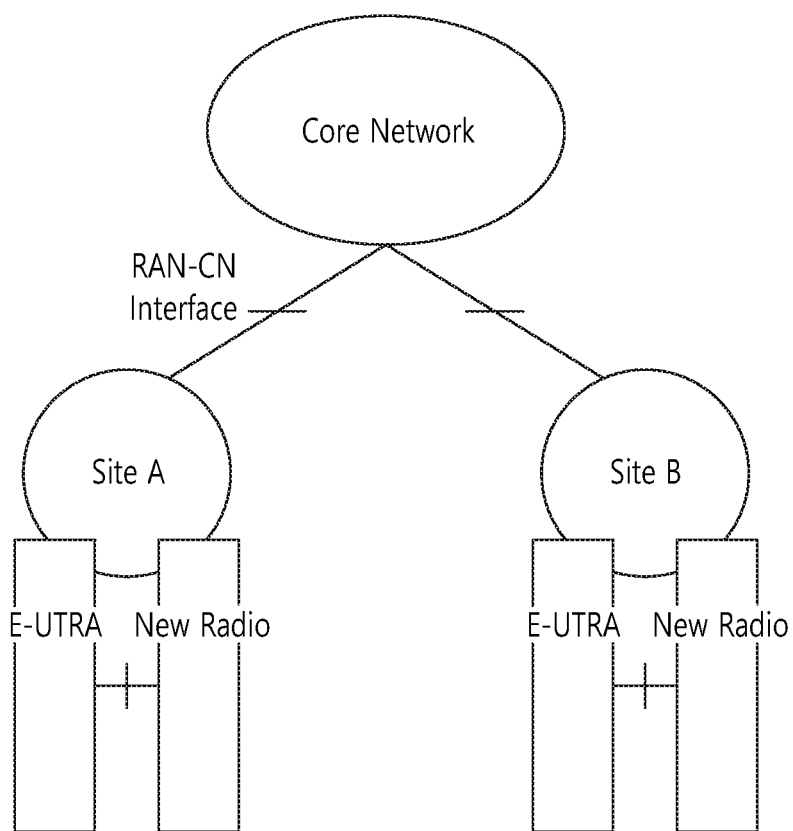 Core Network
RAN-CN
Interface
Site A
Site B
E-UTRA
New Radio
E-UTRA
New Radio